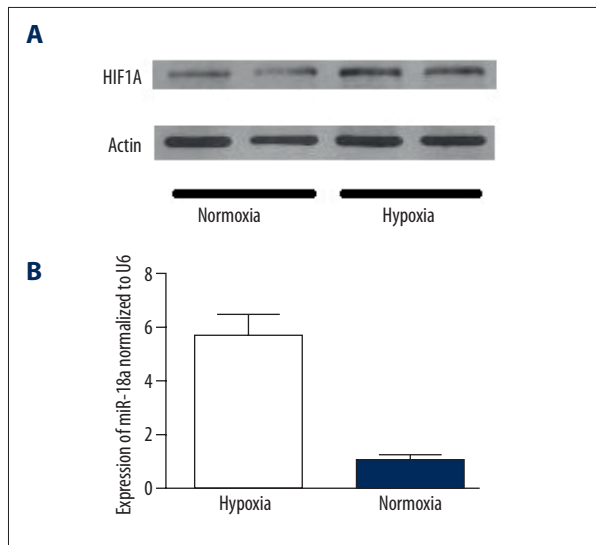 A
HIF1A
Actin
Normoxia Hypoxia
B
Expression of miR-18a normalized to U6
8
6
4
2
0
Hypoxia Normoxia